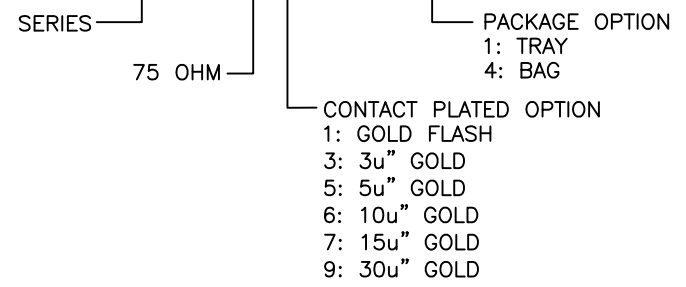 SERIES
PACKAGE OPTION
1: TRAY
4: BAG
75 OHM
CONTACT PLATED OPTION
1: GOLD FLASH
3: 3u” GOLD
5: 5u” GOLD
6: 10u” GOLD
7: 15u” GOLD
9: 30u” GOLD